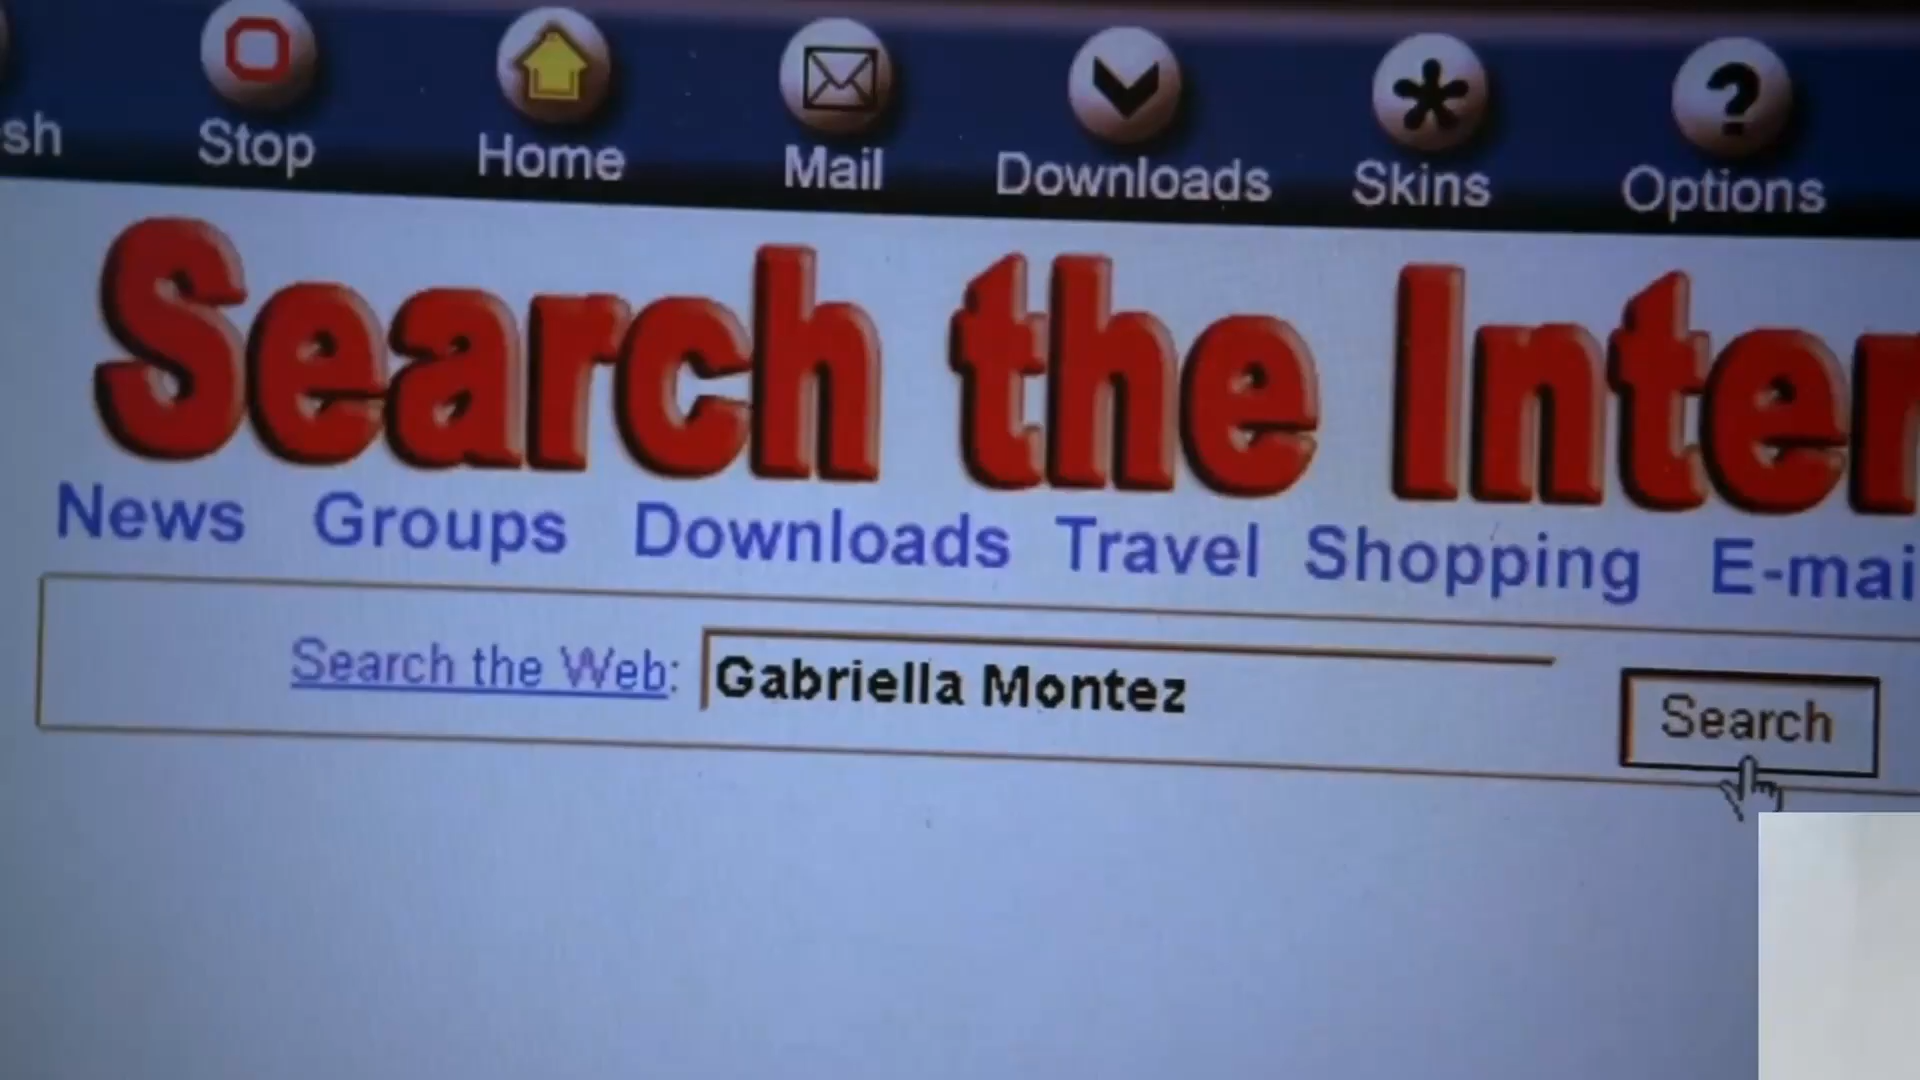 sh Stop Home Mail Downloads Skins Options
Search the Inter
News Groups Downloads Travel Shopping E-mai
Search the Web: Gabriella Montez Search